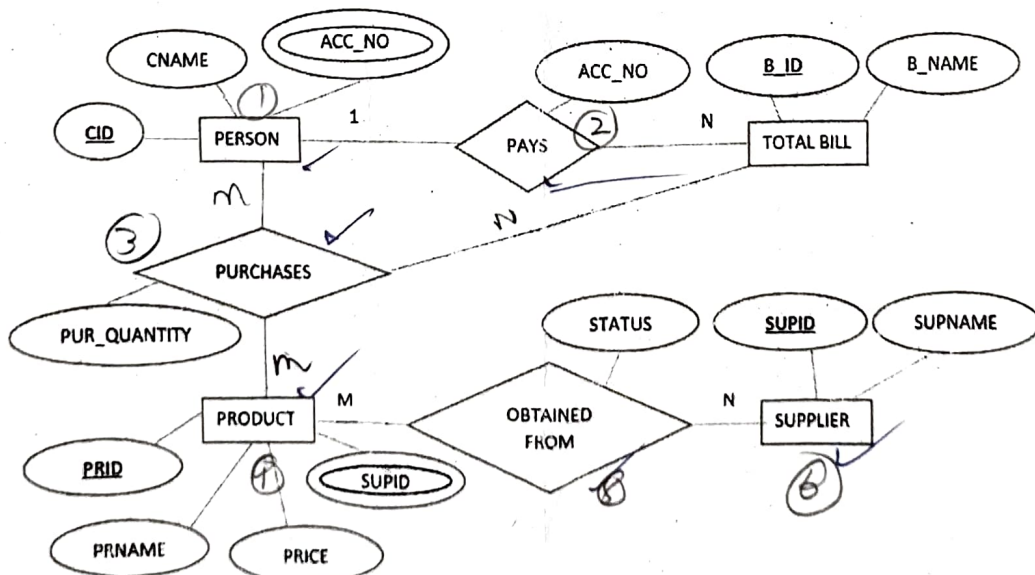 ACC_NO
CNAME
ACC_NO
B_ID
B_NAME
1
CID
PERSON
1
PAYS
2
N
TOTAL BILL
m
N
3
PURCHASES
PUR_QUANTITY
m
STATUS
SUPID
SUPNAME
PRODUCT
M
OBTAINED
FROM
N
SUPPLIER
PRID
SUPID
6
PRNAME
PRICE